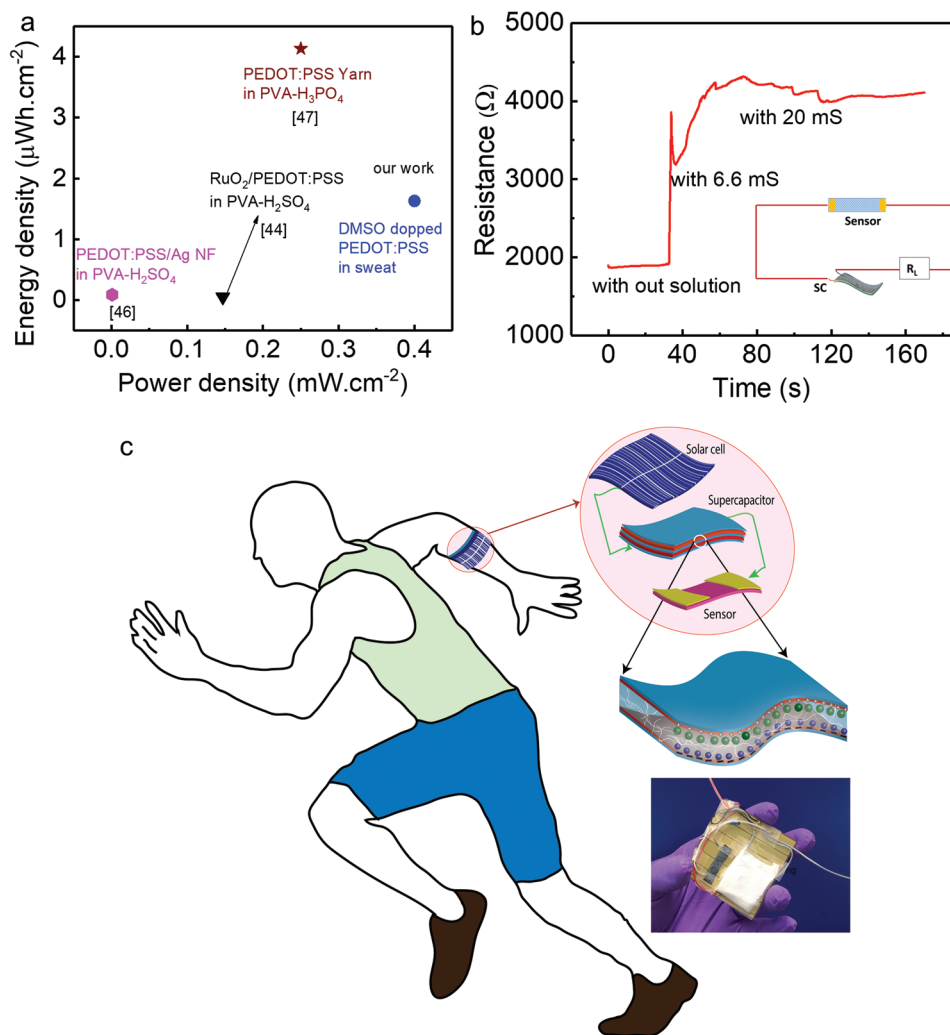 a
Energy density (μWh.cm-2)
4
3
2
1
0
0.0 0.1 0.2 0.3 0.4
Power density (mW.cm-2)
PEDOT:PSS Yarn
in PVA-H3PO4
[47]
RuO2/PEDOT:PSS
in PVA-H2SO4
[44]
our work
DMSO dopped
PEDOT:PSS
in sweat
PEDOT:PSS/Ag NF
in PVA-H2SO4
[46]
b
Resistance (Ω)
5000
4000
3000
2000
1000
0 40 80 120 160
Time (s)
with 20 mS
with 6.6 mS
with out solution
Sensor
SC
RL
c
Solar cell
Supercapacitor
Sensor